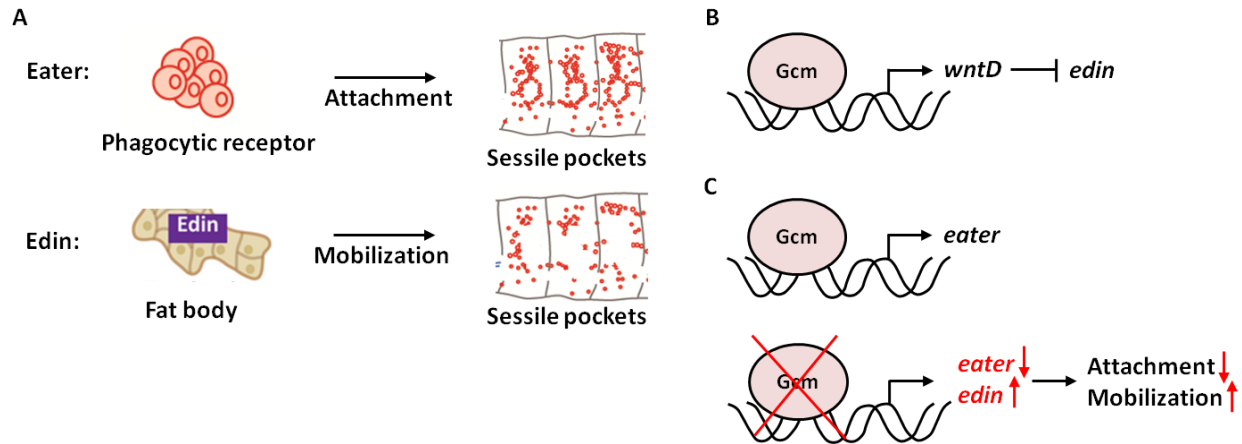 A
Eater:
Attachment
Phagocytic receptor
Sessile pockets
Edin:
Edin
Mobilization
Fat body
Sessile pockets
B
Gcm
wntD
edin
C
Gcm
eater
Gcm
eater
edin
Attachment
Mobilization